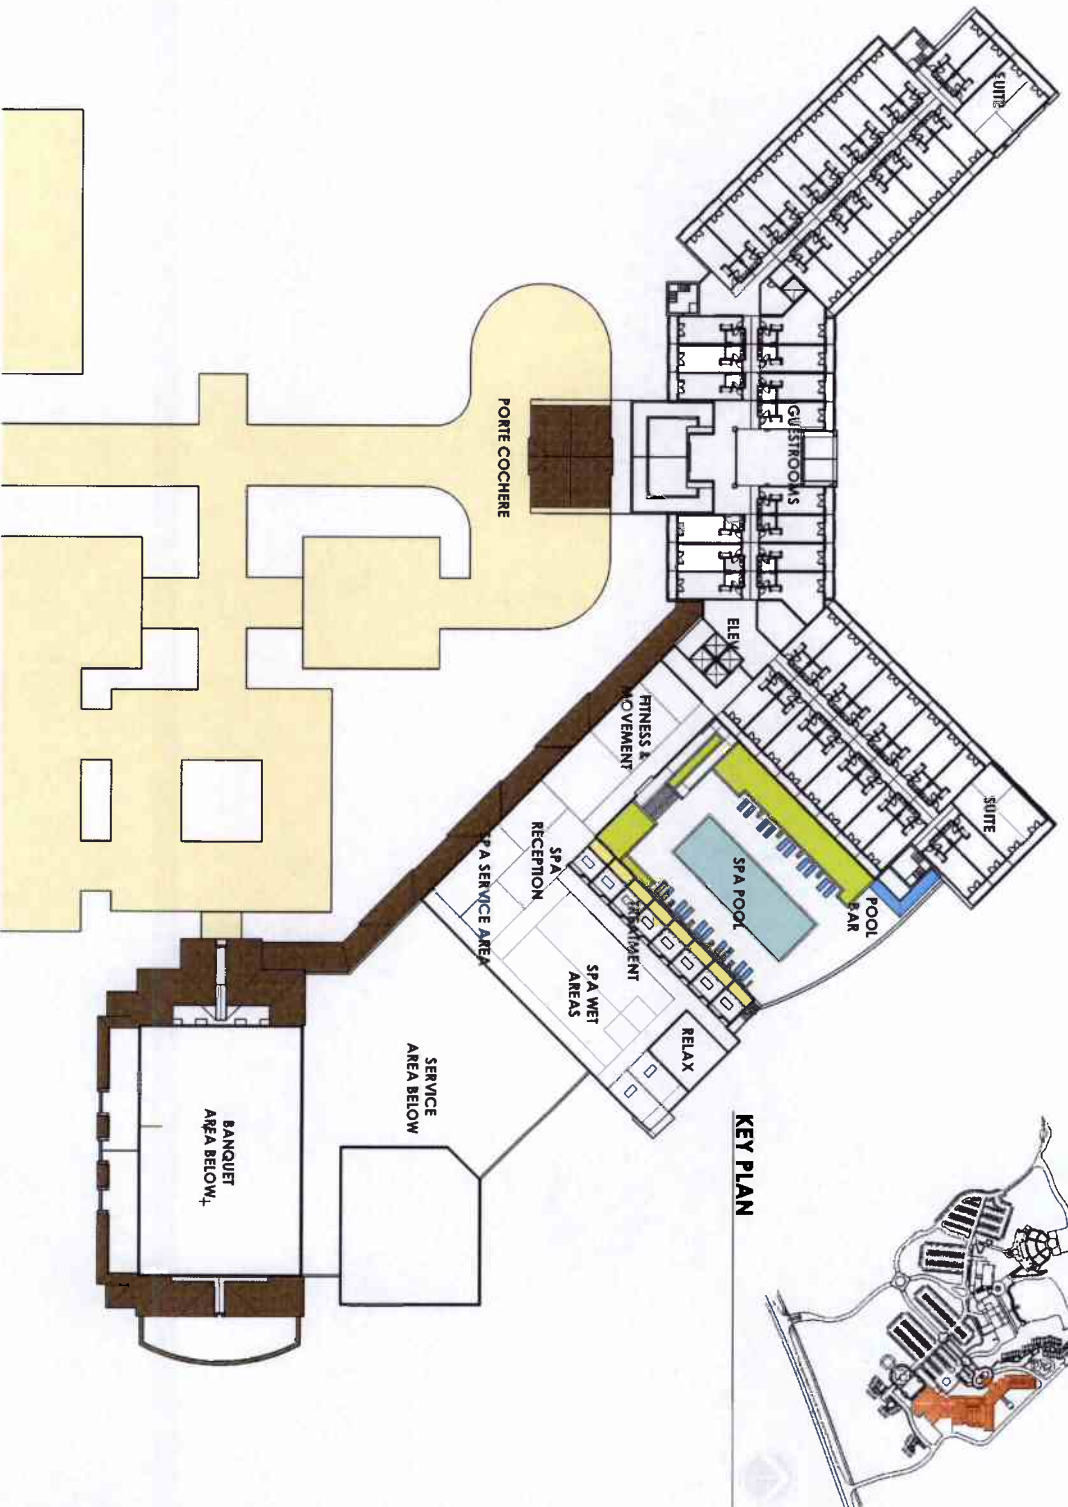 SUITE
GUESTROOMS
PORTE COCHERE
ELEV
FITNESS &
MOVEMENT
SUITE
POOL
BAR
SPA POOL
SPA
RECEPTION
SPA SERVICE AREA
TREATMENT
SPA WET
AREAS
RELAX
SERVICE
AREA BELOW
BANQUET
AREA BELOW
KEY PLAN